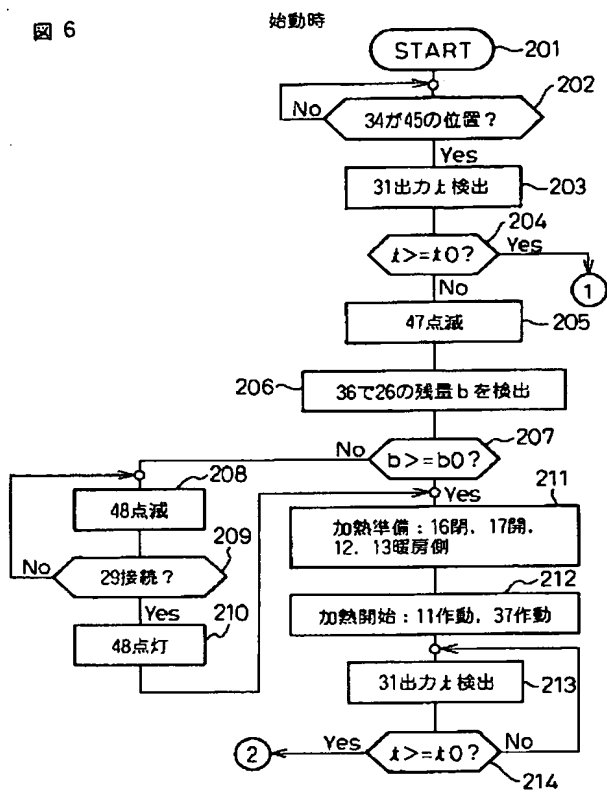 図 6
始動時
START
201
202
No
34が45の位置?
Yes
31出力t検出
203
204
t>=t0?
Yes
No
1
47点滅
205
206
36で26の残量bを検出
207
No
b>=b0?
Yes
208
48点滅
209
No
29接続?
Yes
210
48点灯
211
加熱準備:16閉,17開,
12,13暖房側
212
加熱開始:11作動,37作動
31出力t検出
213
2
Yes
t>=t0?
No
214